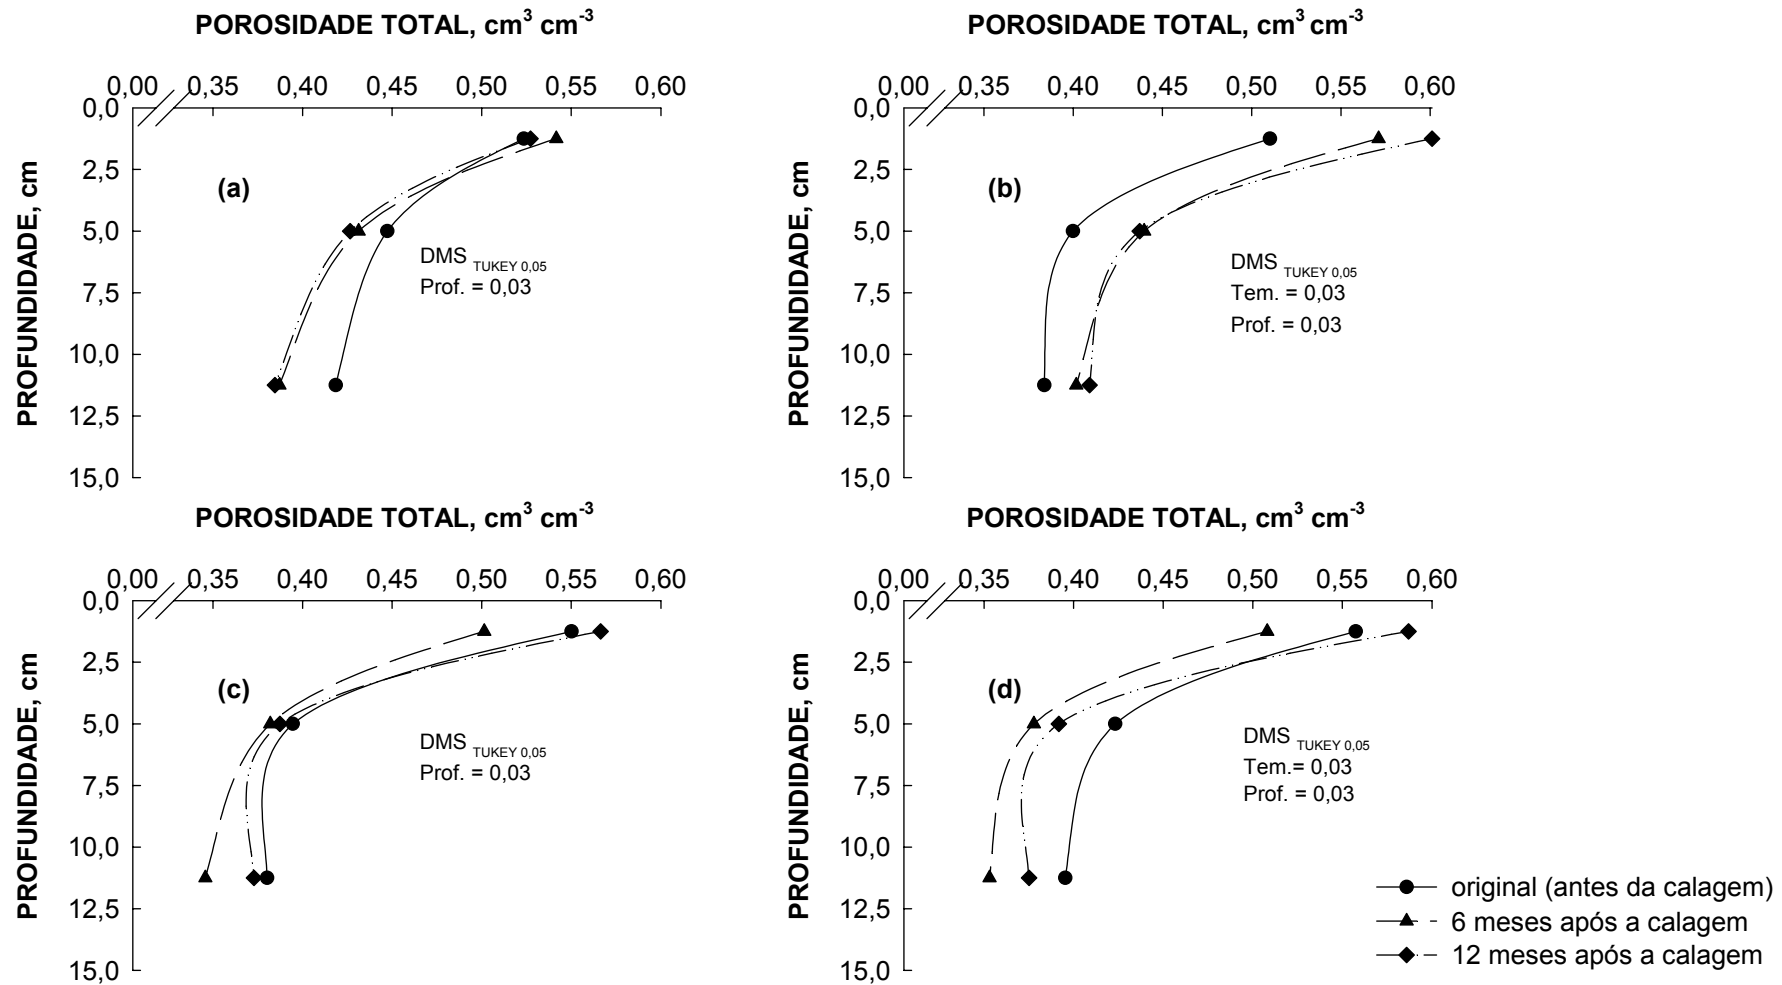 POROSIDADE TOTAL, cm³ cm⁻³
0,00 0,35 0,40 0,45 0,50 0,55 0,60
PROFUNDIDADE, cm
0,0
2,5
5,0
7,5
10,0
12,5
15,0
(a)
DMS TUKEY 0,05
Prof. = 0,03
POROSIDADE TOTAL, cm³ cm⁻³
0,00 0,35 0,40 0,45 0,50 0,55 0,60
PROFUNDIDADE, cm
0,0
2,5
5,0
7,5
10,0
12,5
15,0
(b)
DMS TUKEY 0,05
Tem. = 0,03
Prof. = 0,03
POROSIDADE TOTAL, cm³ cm⁻³
0,00 0,35 0,40 0,45 0,50 0,55 0,60
PROFUNDIDADE, cm
0,0
2,5
5,0
7,5
10,0
12,5
15,0
(c)
DMS TUKEY 0,05
Prof. = 0,03
POROSIDADE TOTAL, cm³ cm⁻³
0,00 0,35 0,40 0,45 0,50 0,55 0,60
PROFUNDIDADE, cm
0,0
2,5
5,0
7,5
10,0
12,5
15,0
(d)
DMS TUKEY 0,05
Tem.= 0,03
Prof. = 0,03
original (antes da calagem)
6 meses após a calagem
12 meses após a calagem